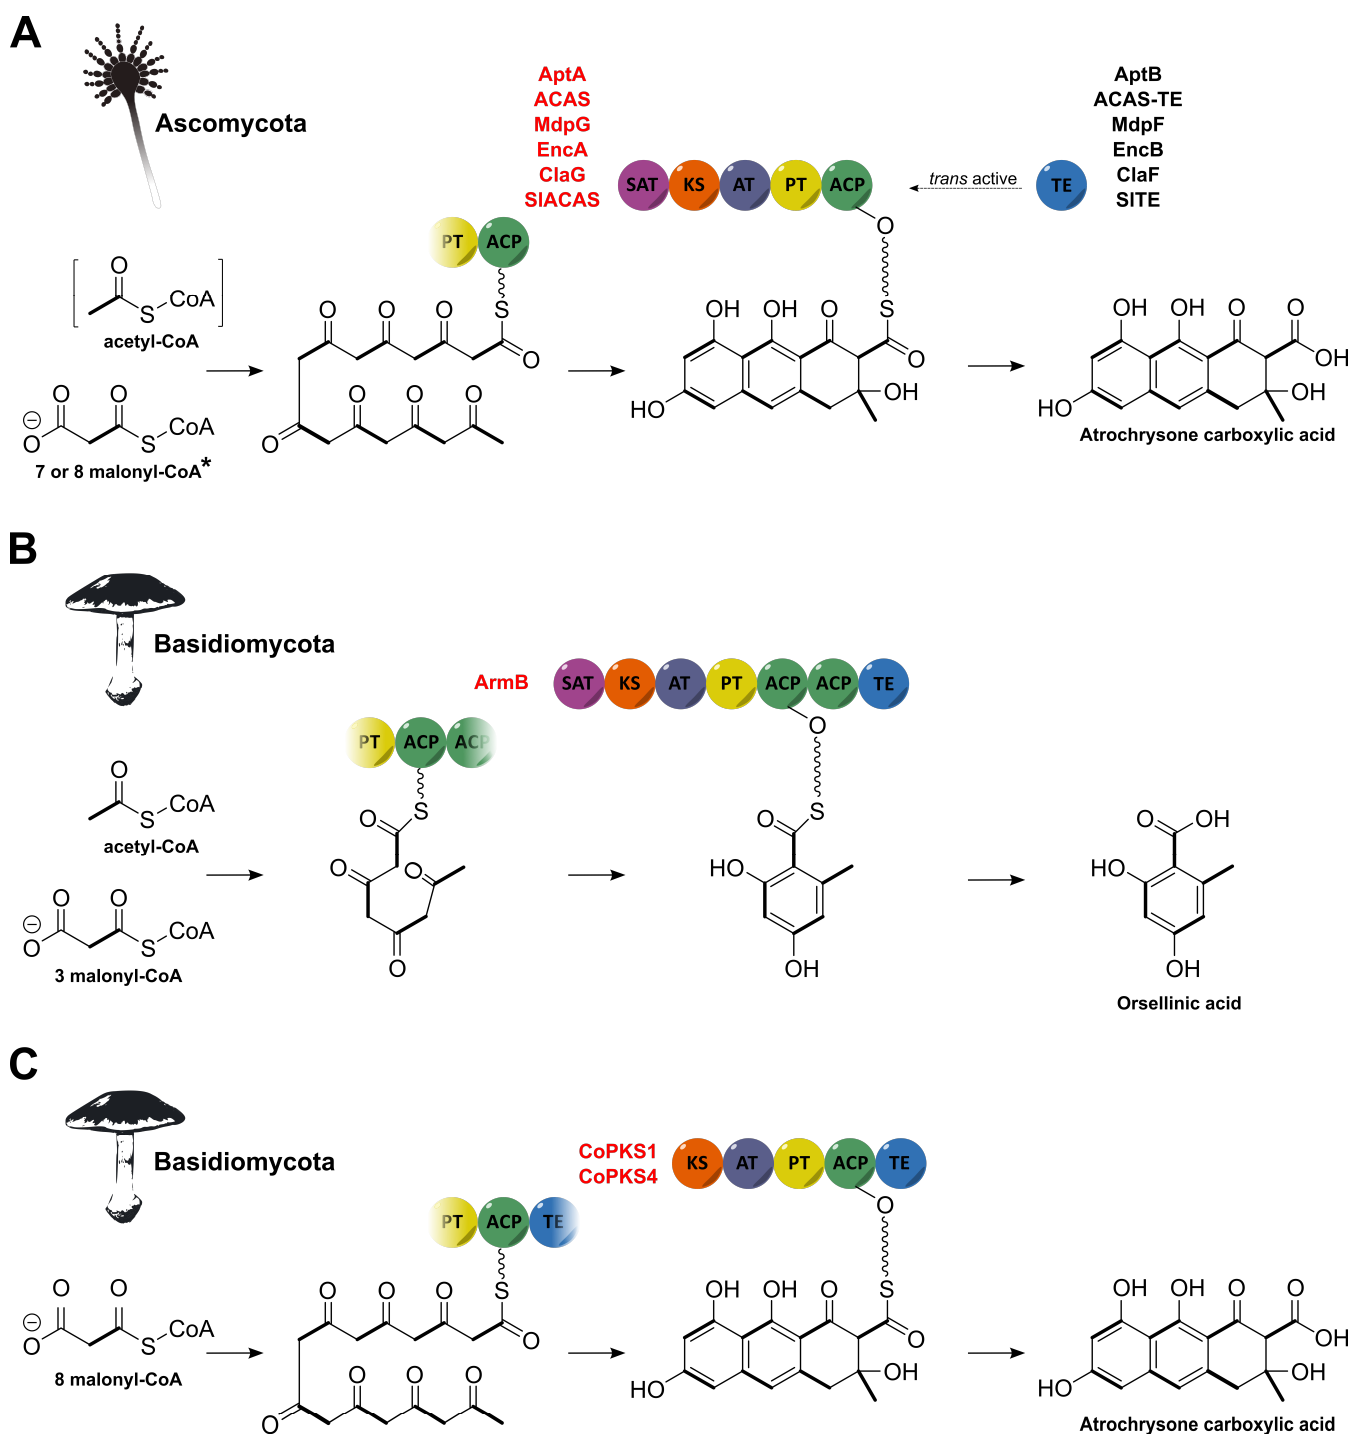 A
Ascomycota
AptA
ACAS
MdpG
EncA
ClaG
SlACAS
SAT KS AT PT ACP
trans active
TE
AptB
ACAS-TE
MdpF
EncB
ClaF
SlTE
PT ACP
O
S
O
S CoA
acetyl-CoA
O O
⊖
O S CoA
7 or 8 malonyl-CoA*
O O O S
O
O O O O
OH OH O S
O
HO OH
OH OH O O
OH
HO OH
Atrochrysone carboxylic acid
B
Basidiomycota
ArmB
SAT KS AT PT ACP ACP TE
O
PT ACP ACP
O
S CoA
acetyl-CoA
O O
⊖
O S CoA
3 malonyl-CoA
O S
O O
O
O S
HO
OH
O OH
HO
OH
Orsellinic acid
C
Basidiomycota
CoPKS1
CoPKS4
KS AT PT ACP TE
O
PT ACP TE
O O
⊖
O S CoA
8 malonyl-CoA
O O O S
O
O O O O
OH OH O S
O
HO OH
OH OH O O
OH
HO OH
Atrochrysone carboxylic acid